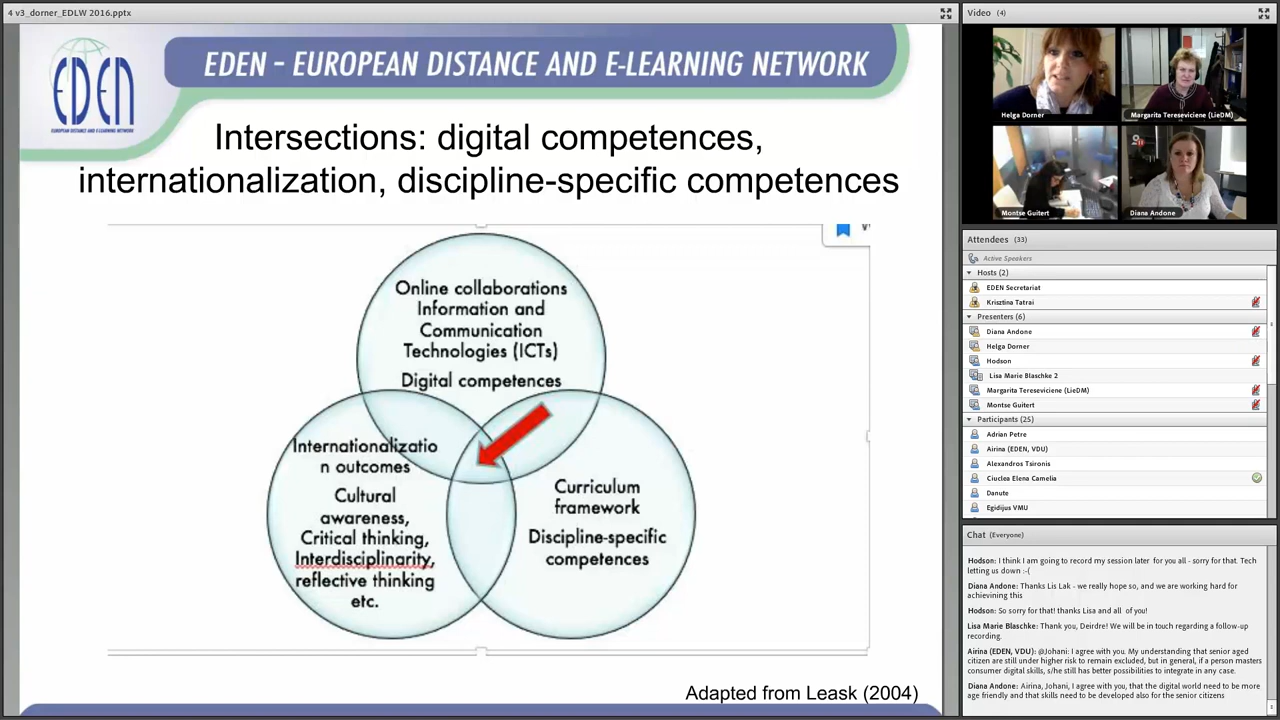 4 v3_dorner_EDLW 2016.pptx
EDEN
EUROPEAN DISTANCE AND E-LEARNING NETWORK
EDEN – EUROPEAN DISTANCE AND E-LEARNING NETWORK
Intersections: digital competences,
internationalization, discipline-specific competences
Online collaborations
Information and
Communication
Technologies (ICTs)
Digital competences
Internationalizatio
n outcomes
Cultural
awareness,
Critical thinking,
Interdisciplinarity,
reflective thinking
etc.
Curriculum
framework
Discipline-specific
competences
Adapted from Leask (2004)
Video (4)
Helga Dorner
Margarita Tereseviciene (LieDM)
Montse Guitert
Diana Andone
Attendees (33)
Active Speakers
Hosts (2)
EDEN Secretariat
Krisztina Tatrai
Presenters (6)
Diana Andone
Helga Dorner
Hodson
Lisa Marie Blaschke 2
Margarita Tereseviciene (LieDM)
Montse Guitert
Participants (25)
Adrian Petre
Airina (EDEN, VDU)
Alexandros Tsironis
Ciuclea Elena Camelia
Danute
Egidijus VMU
Chat (Everyone)
Hodson: I think I am going to record my session later for you all - sorry for that. Tech
letting us down :-(
Diana Andone: Thanks Lis Lak - we really hope so, and we are working hard for
achievining this
Hodson: So sorry for that! thanks Lisa and all of you!
Lisa Marie Blaschke: Thank you, Deirdre! We will be in touch regarding a follow-up
recording.
Airina (EDEN, VDU): @Johani: I agree with you. My understanding that senior aged
citizen are still under higher risk to remain excluded, but in general, if a person masters
consumer digital skills, s/he still has better possibilities to integrate in any case.
Diana Andone: Airina, Johani, I agree with you, that the digital world need to be more
age friendly and that skills need to be developed also for the senior citizens